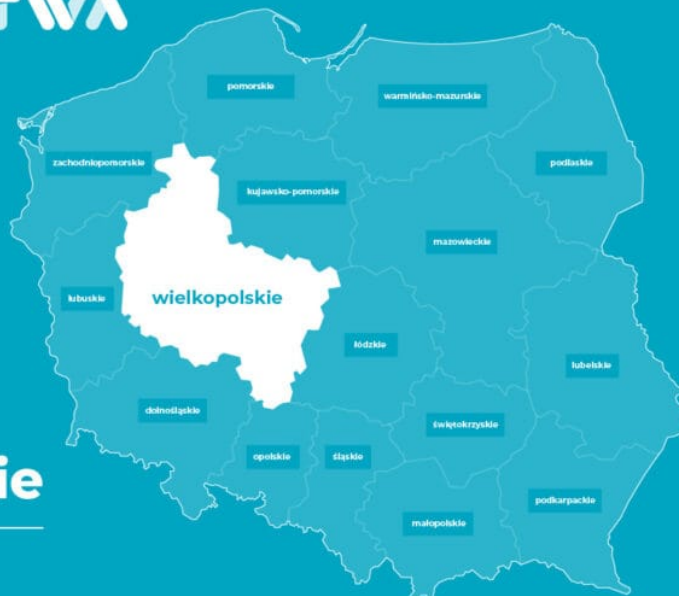 TWA
pomorskie
warmińsko-mazurskie
zachodniopomorskie
podlaskie
kujawsko-pomorskie
mazowieckie
wielkopolskie
lubuskie
łódzkie
lubelskie
dolnośląskie
świętokrzyskie
opolskie
śląskie
ie
podkarpackie
małopolskie